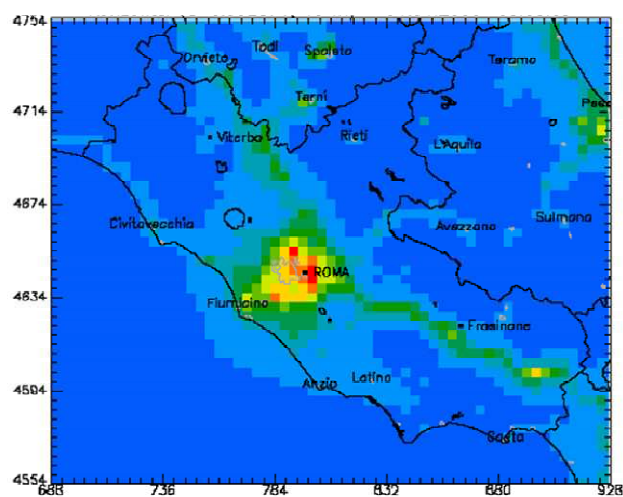 4754
Todi
Spoleto
Orvieto
Teramo
Terni
Pesc
4714
Viterbo
Rieti
L'Aquila
4674
Civitavecchia
Avezzano
Sulmona
ROMA
4634
Fiumicino
Frosinone
4594
Anzio
Latina
Gaeta
4554
688
736
784
832
880
928